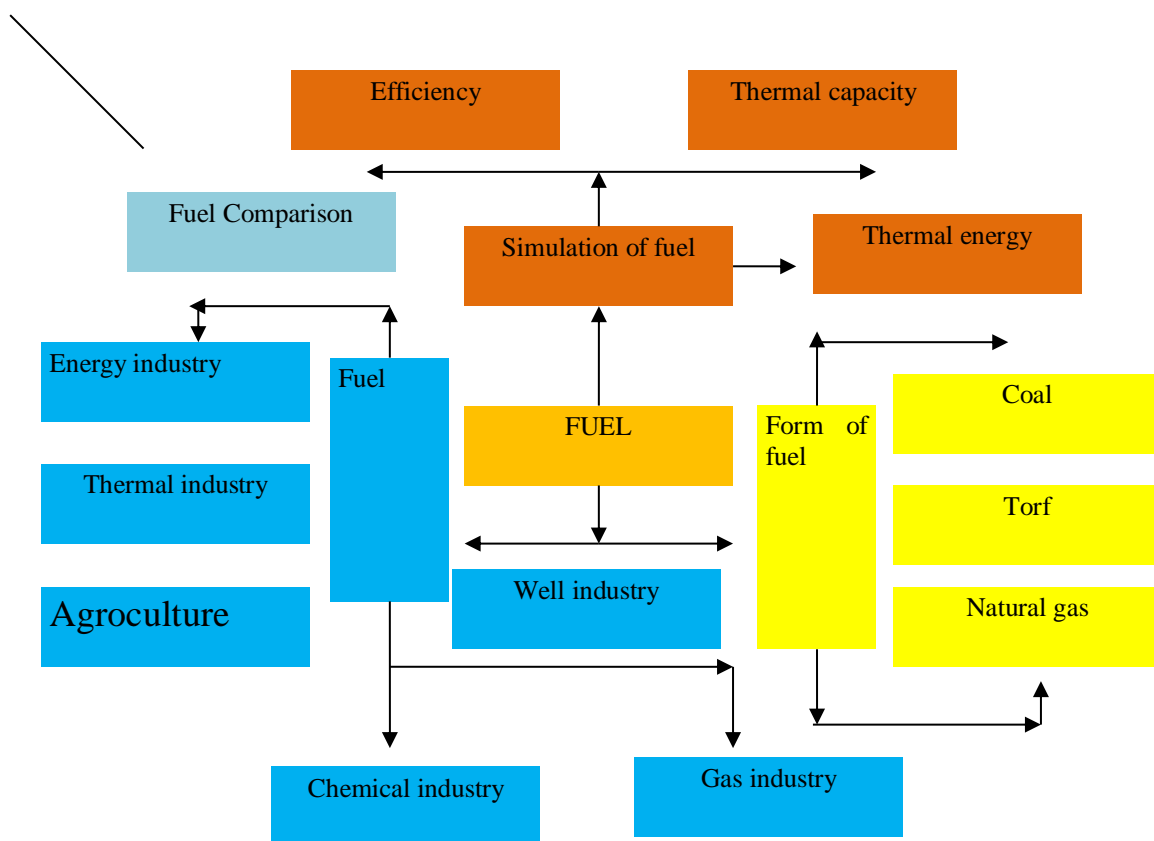 Efficiency
Thermal capacity
Fuel Comparison
Simulation of fuel
Thermal energy
Energy industry
Fuel
FUEL
Form of
fuel
Coal
Thermal industry
Torf
Agroculture
Well industry
Natural gas
Chemical industry
Gas industry